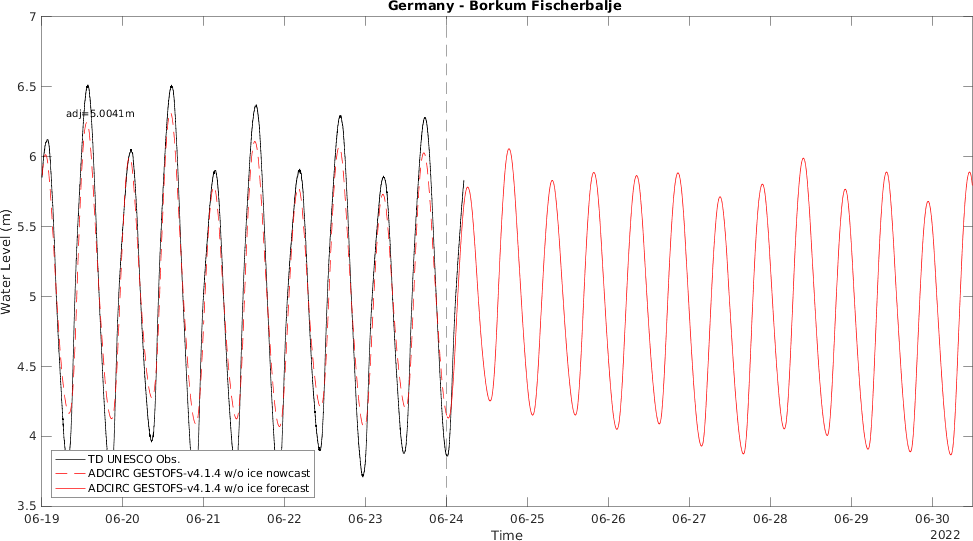 Germany - Borkum Fischerbalje
7
6.5
adj=5.0041m
6
5.5
Water Level (m)
5
4.5
4
TD UNESCO Obs.
ADCIRC GESTOFS-v4.1.4 w/o ice nowcast
ADCIRC GESTOFS-v4.1.4 w/o ice forecast
3.5
06-19 06-20 06-21 06-22 06-23 06-24 06-25 06-26 06-27 06-28 06-29 06-30
Time
2022